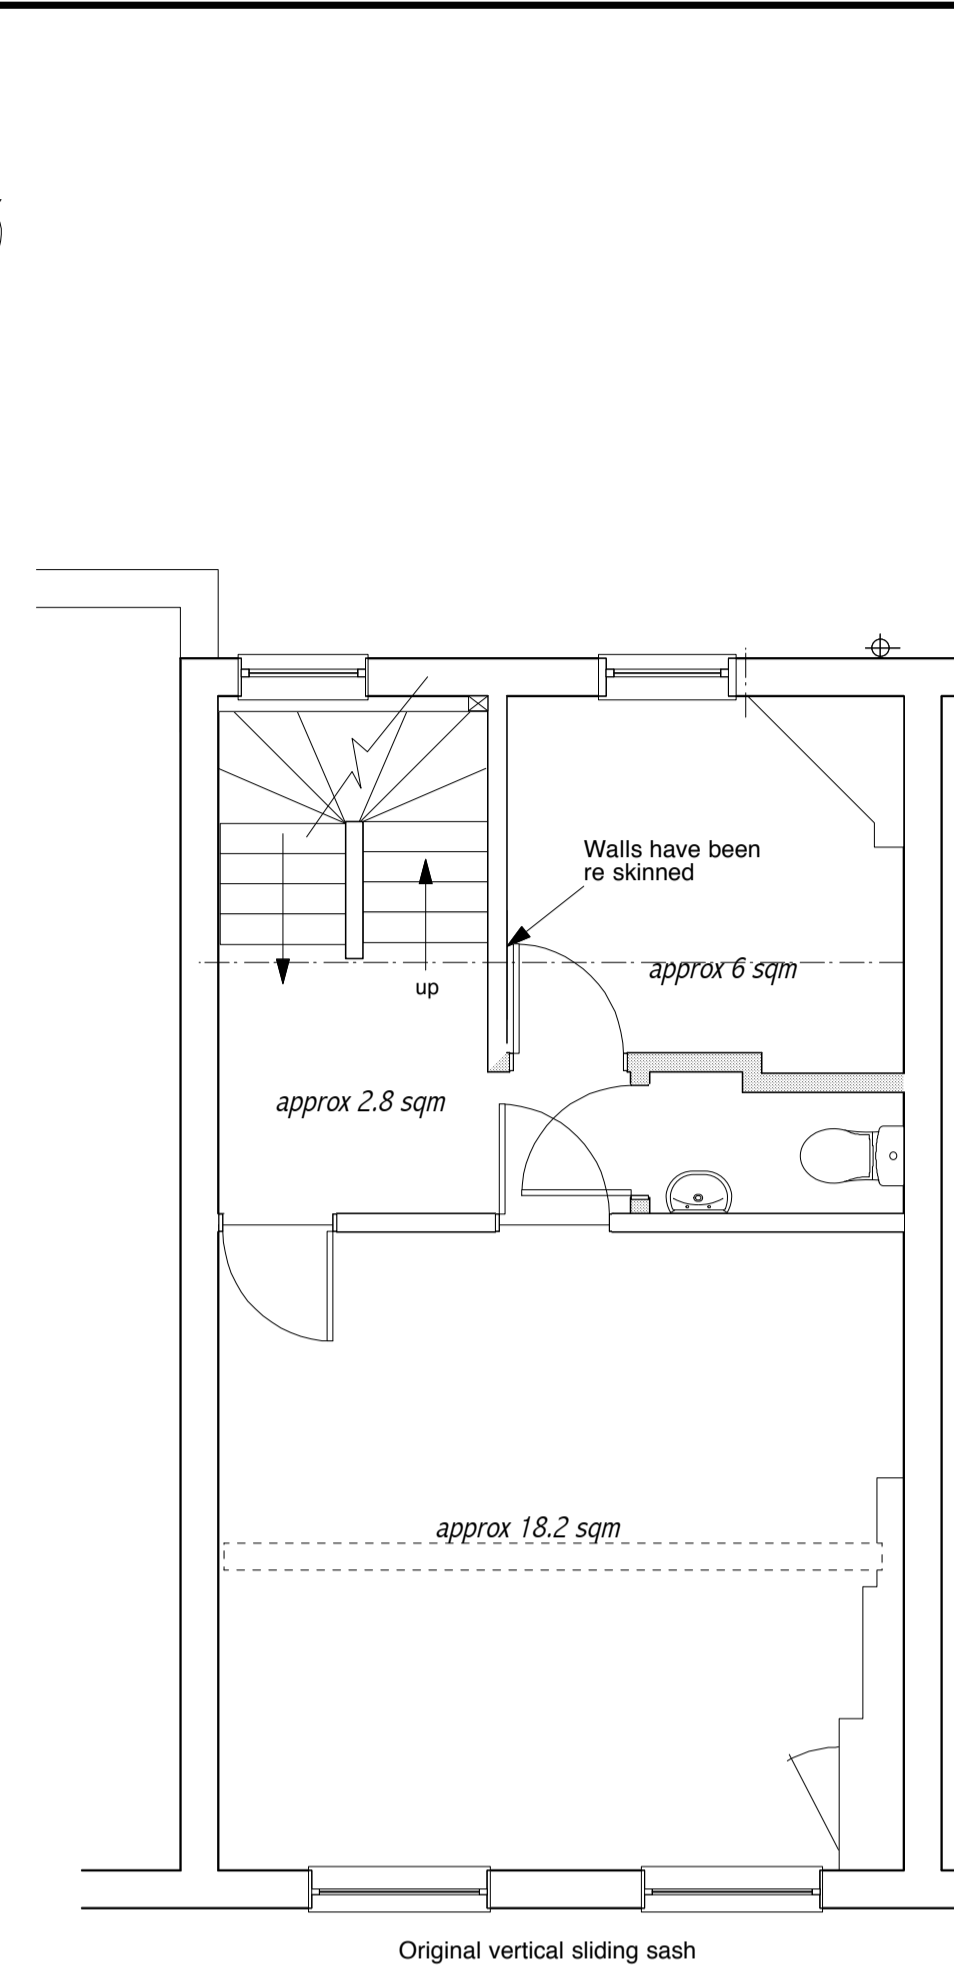 Walls have been
re skinned
approx 6 sqm
up
approx 2.8 sqm
approx 18.2 sqm
Original vertical sliding sash